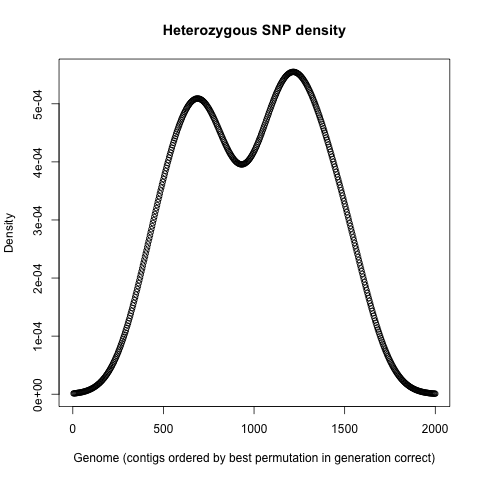 Heterozygous SNP density
Density
5e-04
4e-04
3e-04
2e-04
1e-04
0e+00
0 500 1000 1500 2000
Genome (contigs ordered by best permutation in generation correct)